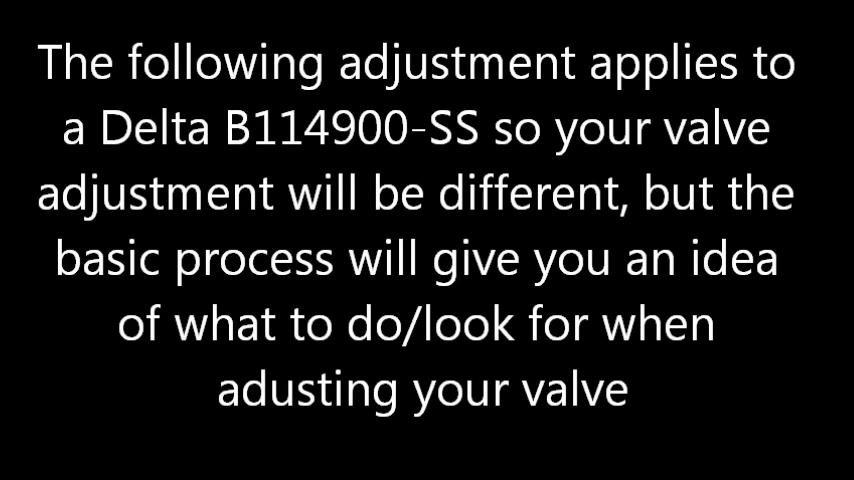 The following adjustment applies to
a Delta B114900-SS so your valve
adjustment will be different, but the
basic process will give you an idea
of what to do/look for when
adusting your valve